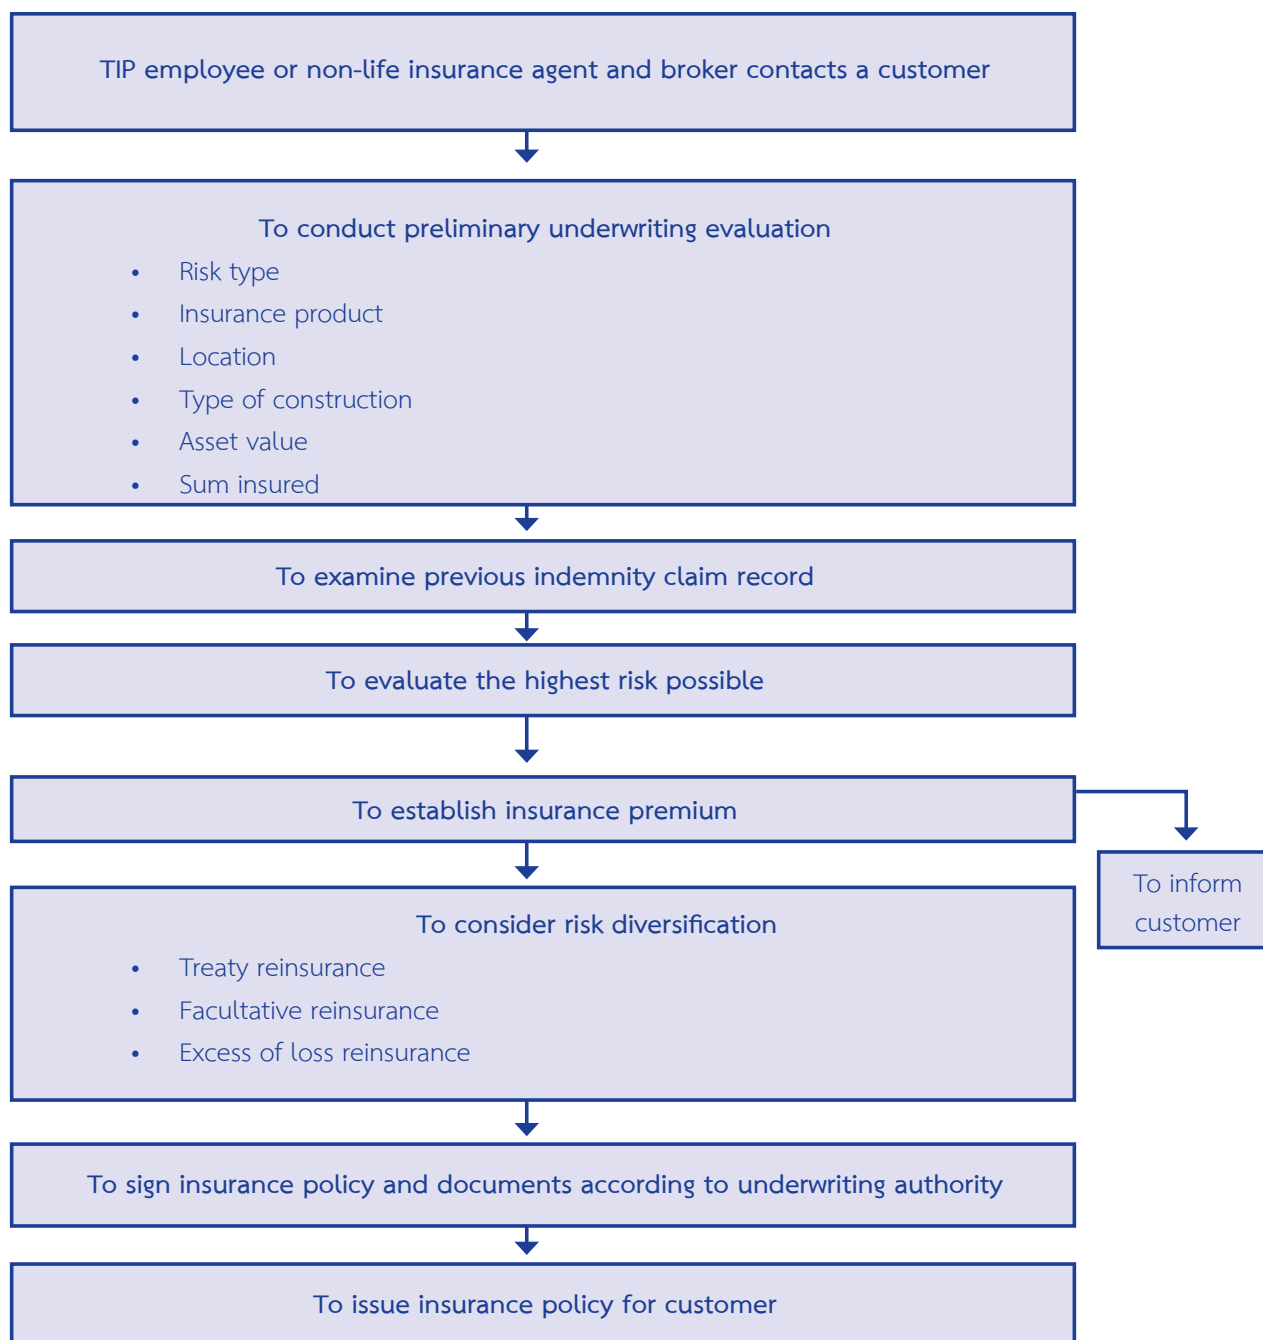 TIP employee or non-life insurance agent and broker contacts a customer
To conduct preliminary underwriting evaluation
• Risk type
• Insurance product
• Location
• Type of construction
• Asset value
• Sum insured
To examine previous indemnity claim record
To evaluate the highest risk possible
To establish insurance premium
To inform
customer
To consider risk diversification
• Treaty reinsurance
• Facultative reinsurance
• Excess of loss reinsurance
To sign insurance policy and documents according to underwriting authority
To issue insurance policy for customer